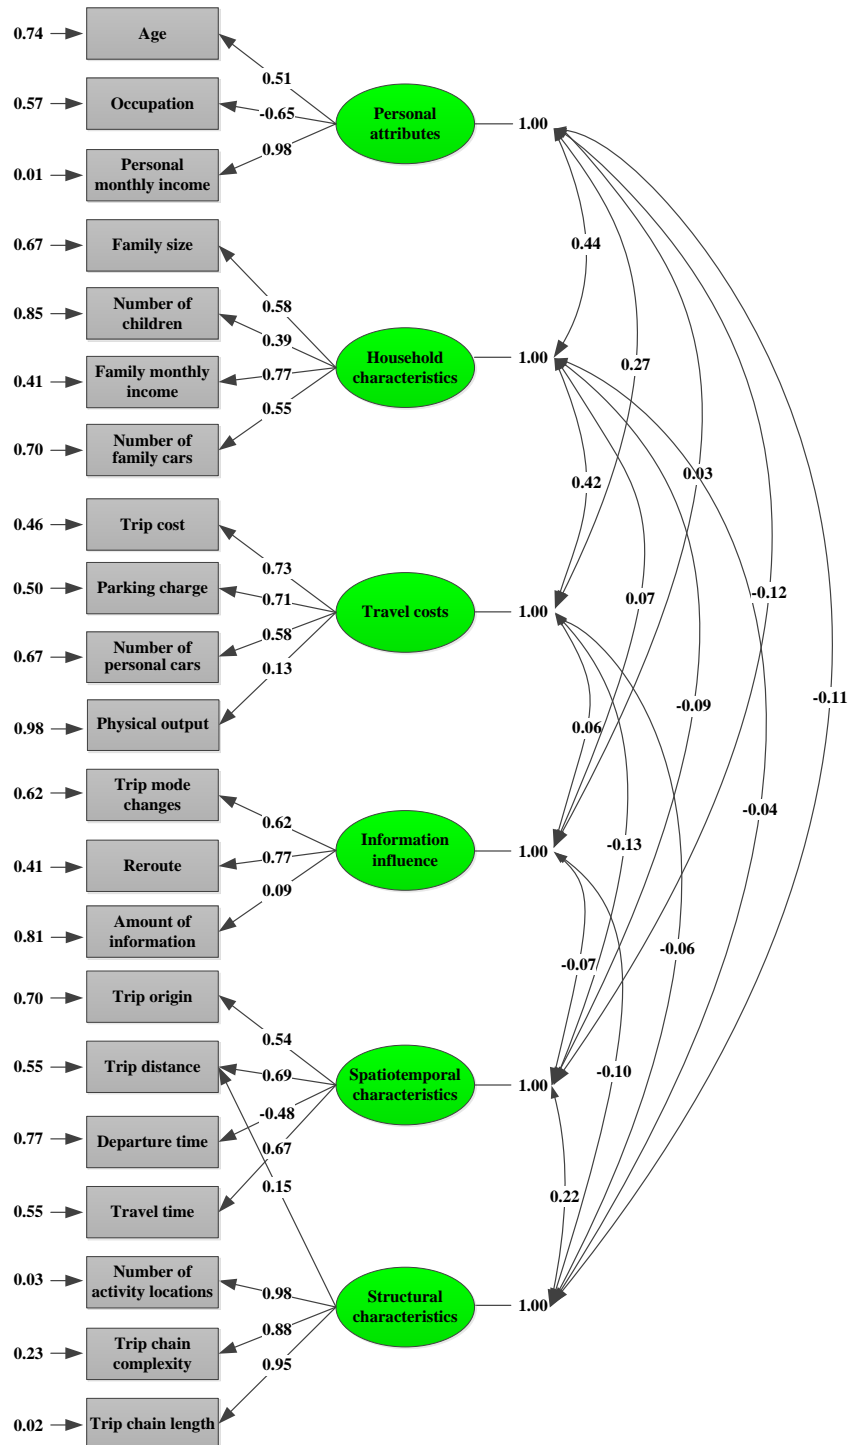 0.74
Age
0.51
0.57
Occupation
-0.65
Personal
attributes
1.00
0.01
Personal
monthly income
0.98
0.67
Family size
0.44
0.58
0.85
Number of
children
0.39
0.41
Family monthly
income
0.77
Household
characteristics
1.00
0.27
0.55
0.70
Number of
family cars
0.42
0.03
0.46
Trip cost
0.73
0.50
Parking charge
0.71
Travel costs
1.00
0.07
-0.12
0.58
0.67
Number of
personal cars
0.13
0.98
Physical output
0.06
-0.09
-0.11
0.62
Trip mode
changes
0.62
-0.04
0.41
Reroute
0.77
Information
influence
1.00
-0.13
0.09
0.81
Amount of
information
-0.07
-0.06
0.70
Trip origin
0.54
0.55
Trip distance
0.69
Spatiotemporal
characteristics
1.00
-0.10
-0.48
0.77
Departure time
0.67
0.15
0.55
Travel time
0.22
0.03
Number of
activity locations
0.98
Structural
characteristics
1.00
0.88
0.23
Trip chain
complexity
0.95
0.02
Trip chain length